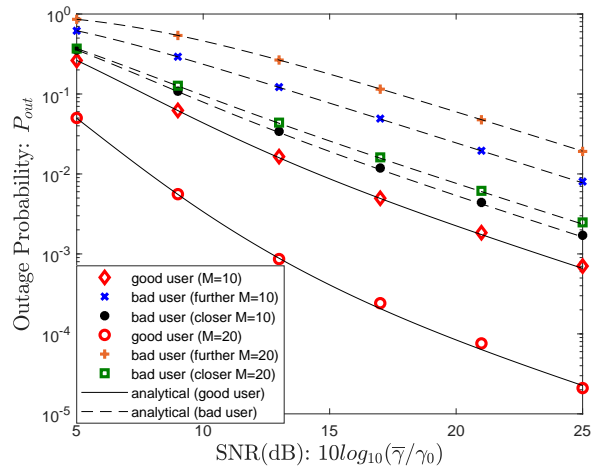 10^0
10^-1
10^-2
10^-3
10^-4
10^-5
Outage Probability: P_out
good user (M=10)
bad user (further M=10)
bad user (closer M=10)
good user (M=20)
bad user (further M=20)
bad user (closer M=20)
analytical (good user)
analytical (bad user)
5 10 15 20 25
SNR(dB): 10log_10(γ̅/γ_0)